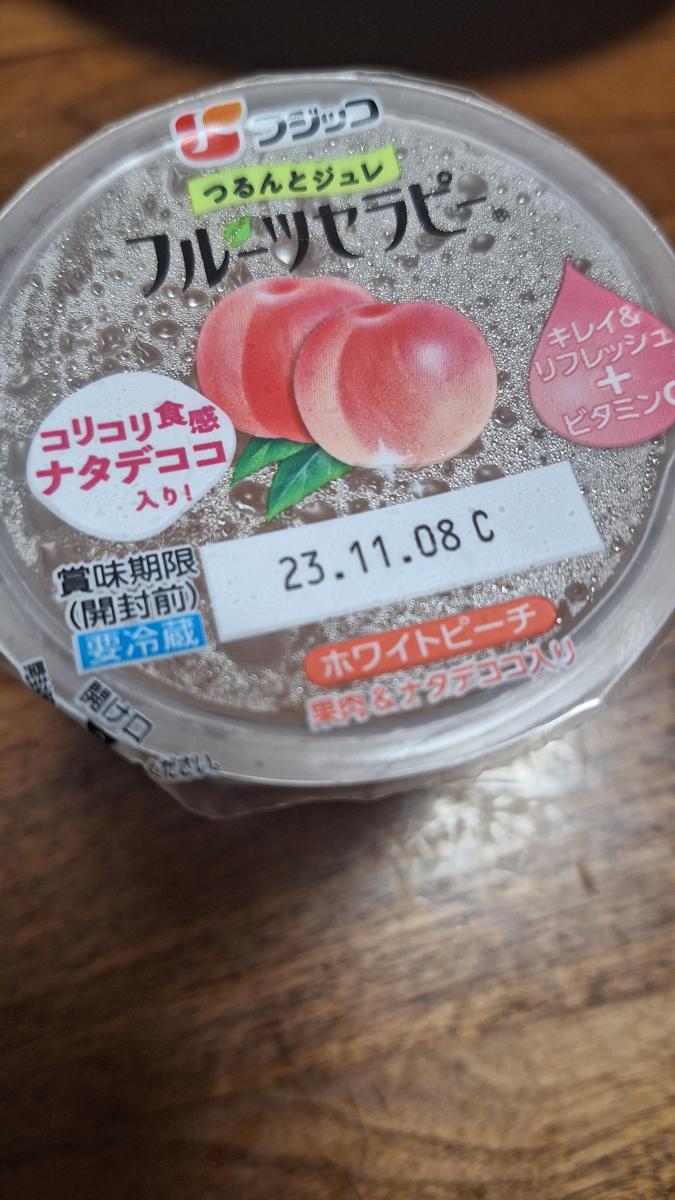 フジッコ
つるんとジュレ
フルーツセラピー®
キレイ&
リフレッシュ
+
ビタミンC
コリコリ食感
ナタデココ
入り!
賞味期限
(開封前)
要冷蔵
23.11.08 C
ホワイトピーチ
果肉&ナタデココ入り
開け口
ください。